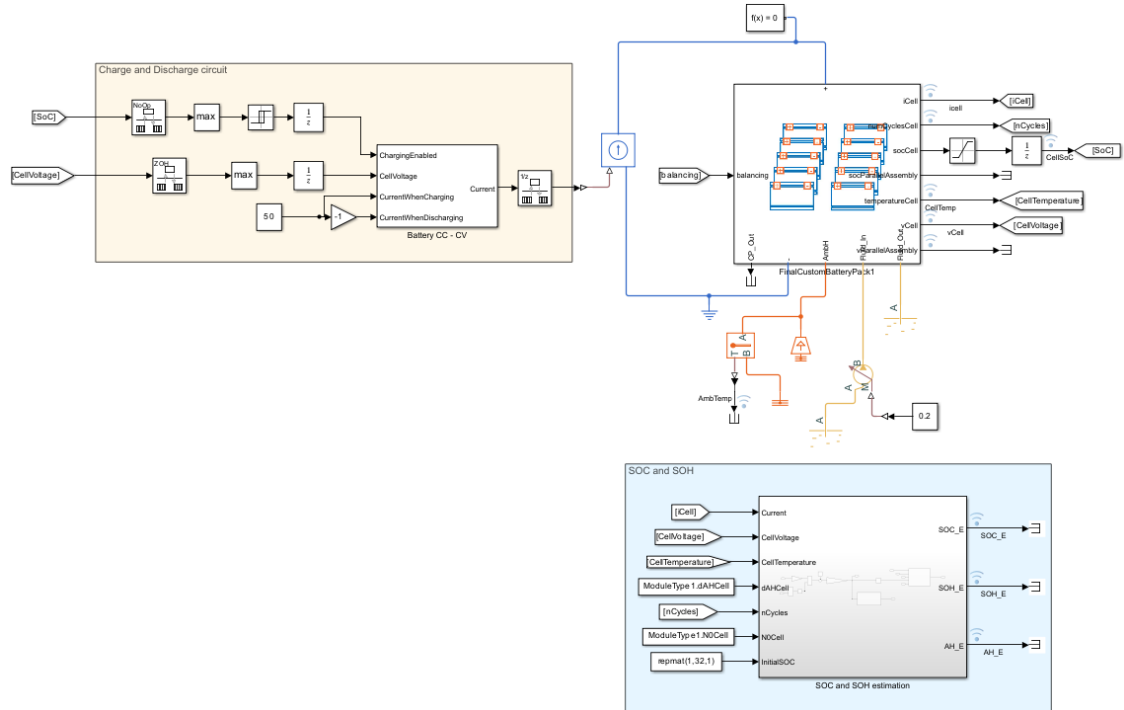 f(x) = 0
Charge and Discharge circuit
[SoC]
NoOp
max
1
z
ChargingEnabled
[CellVoltage]
ZOH
max
1
z
CellVoltage
CurrentWhenCharging
50
-1
CurrentWhenDischarging
Current
1/z
Battery CC - CV
+
iCell
icell
[iCell]
numCyclesCell
[nCycles]
socCell
1
z
CellSoC
[SoC]
[balancing]
balancing
socParallelAssembly
temperatureCell
CellTemp
[CellTemperature]
vCell
vCell
[CellVoltage]
vParallelAssembly
CP_Out
-
AmbH
Fluid_In
Fluid_Out
FinalCustomBatteryPack1
A
T
A
B
AmbTemp
B
A
M
A
0.2
SOC and SOH
[iCell]
Current
[CellVoltage]
CellVoltage
[CellTemperature]
CellTemperature
ModuleType1.dAHCell
dAHCell
[nCycles]
nCycles
ModuleType1.N0Cell
N0Cell
repmat(1,32,1)
InitialSOC
SOC_E
SOC_E
SOH_E
SOH_E
AH_E
AH_E
SOC and SOH estimation